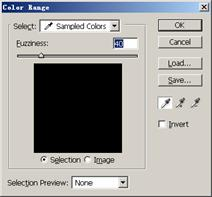 Color Range
Select: Sampled Colors
OK
Cancel
Fuzziness: 40
Load...
Save...
Invert
Selection Image
Selection Preview: None